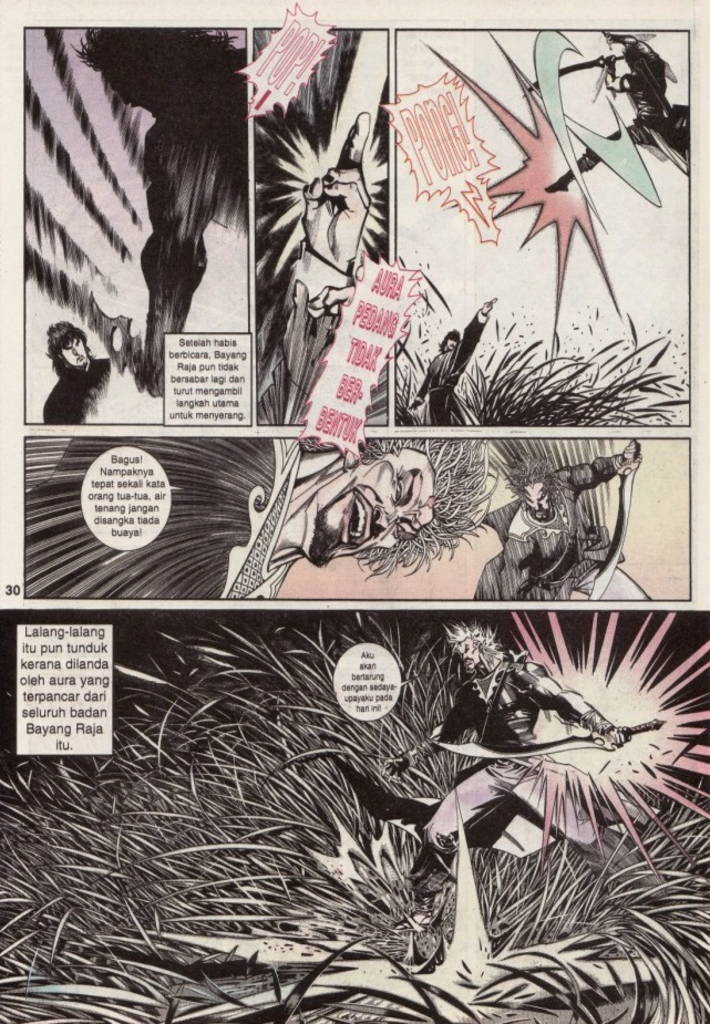 POP!
PONG!
Setelah habis
berbicara, Bayang
Raja pun tidak
bersabar lagi dan
turut mengambil
langkah utama
untuk menyerang.
AURA
PEDANG
TIDAK
BER-
BENTUK
Bagus!
Nampaknya
tepat sekali kata
orang tua-tua, air
tenang jangan
disangka tiada
buaya!
30
Lalang-lalang
itu pun tunduk
kerana dilanda
oleh aura yang
terpancar dari
seluruh badan
Bayang Raja
itu.
Aku
akan
bertarung
dengan sedaya-
upayaku pada
hari ini!